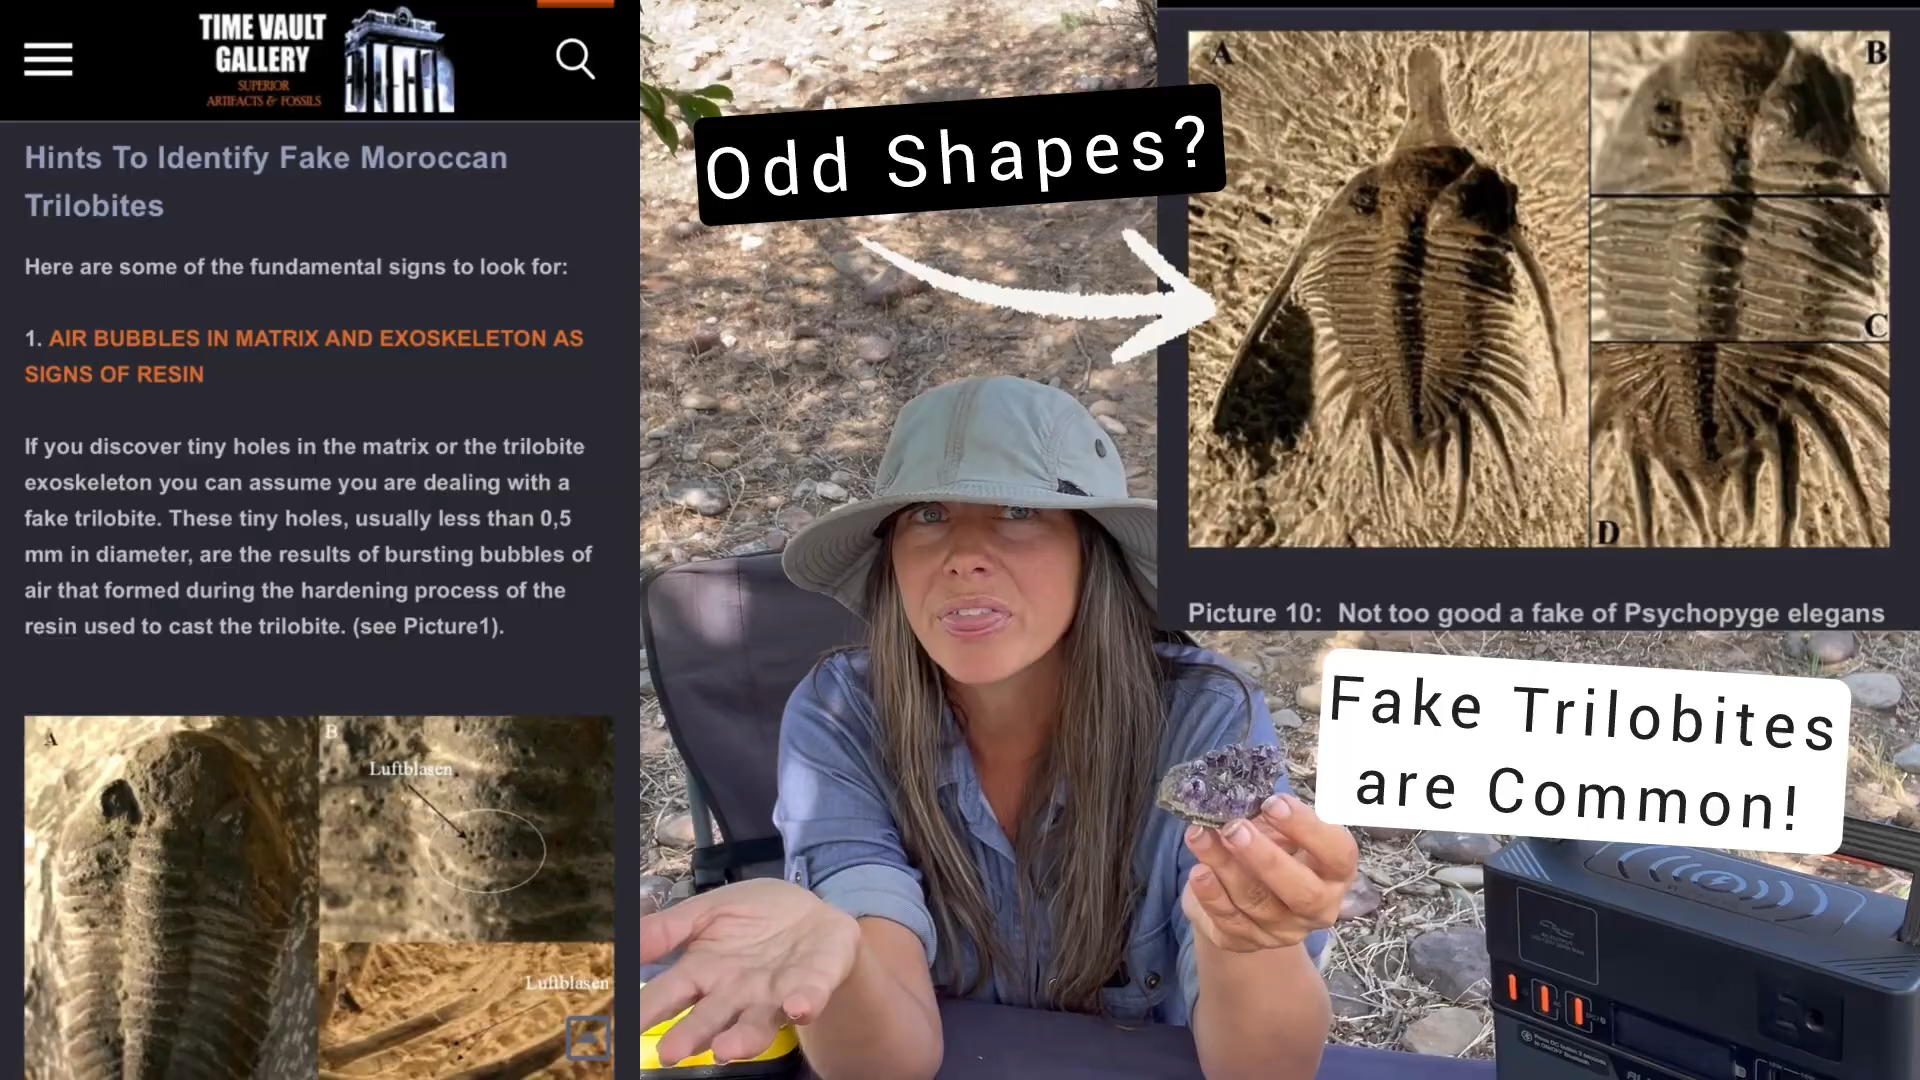 TIME VAULT
GALLERY
SUPERIOR
ARTIFACTS & FOSSILS
Hints To Identify Fake Moroccan
Trilobites
Here are some of the fundamental signs to look for:
1. AIR BUBBLES IN MATRIX AND EXOSKELETON AS
SIGNS OF RESIN
If you discover tiny holes in the matrix or the trilobite
exoskeleton you can assume you are dealing with a
fake trilobite. These tiny holes, usually less than 0,5
mm in diameter, are the results of bursting bubbles of
air that formed during the hardening process of the
resin used to cast the trilobite. (see Picture1).
A
B
Luftblasen
Luftblasen
Odd Shapes?
A
B
C
D
Picture 10: Not too good a fake of Psychopyge elegans
Fake Trilobites
are Common!